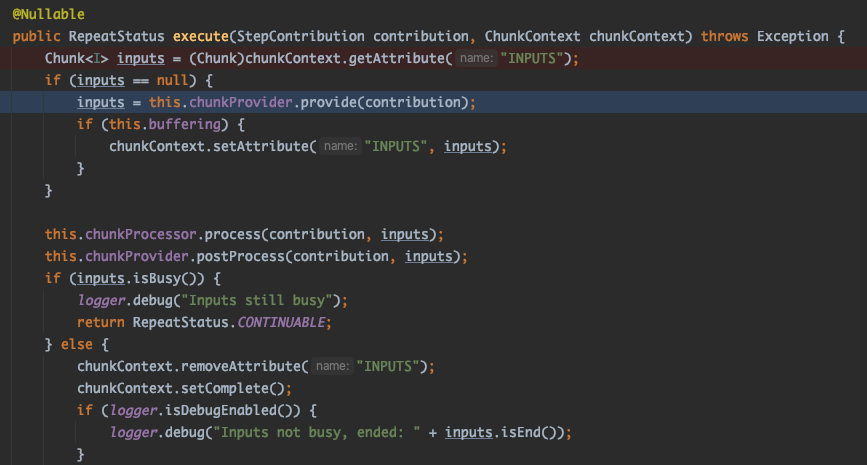 @Nullable
public RepeatStatus execute(StepContribution contribution, ChunkContext chunkContext) throws Exception {
    Chunk<I> inputs = (Chunk)chunkContext.getAttribute( name: "INPUTS");
    if (inputs == null) {
        inputs = this.chunkProvider.provide(contribution);
        if (this.buffering) {
            chunkContext.setAttribute( name: "INPUTS", inputs);
        }
    }
    this.chunkProcessor.process(contribution, inputs);
    this.chunkProvider.postProcess(contribution, inputs);
    if (inputs.isBusy()) {
        logger.debug("Inputs still busy");
        return RepeatStatus.CONTINUABLE;
    } else {
        chunkContext.removeAttribute( name: "INPUTS");
        chunkContext.setComplete();
        if (logger.isDebugEnabled()) {
            logger.debug("Inputs not busy, ended: " + inputs.isEnd());
        }